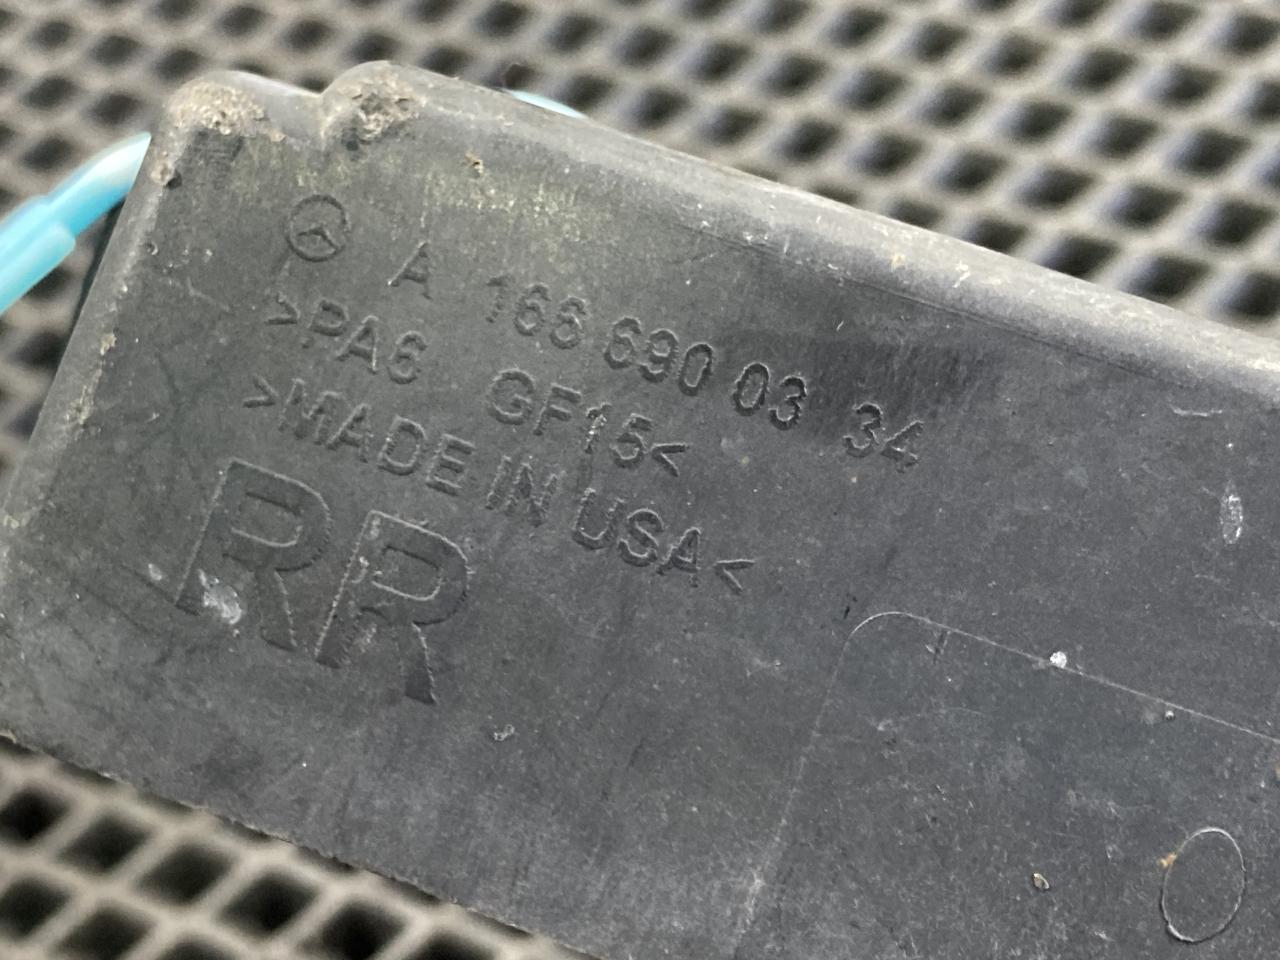 A 166 690 03 34
>PA6 GF15<
>MADE IN USA<
RR